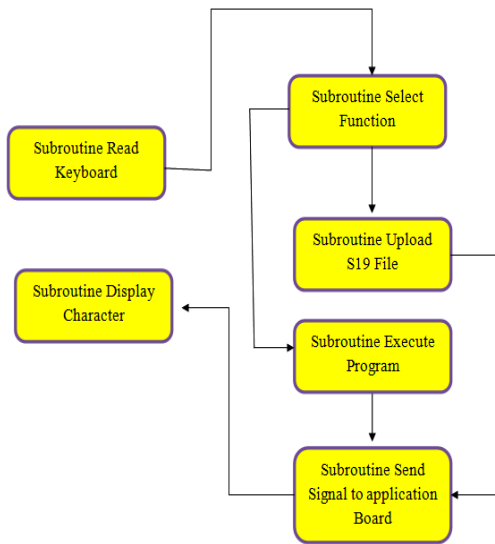 Subroutine Select
Function
Subroutine Read
Keyboard
Subroutine Upload
S19 File
Subroutine Display
Character
Subroutine Execute
Program
Subroutine Send
Signal to application
Board